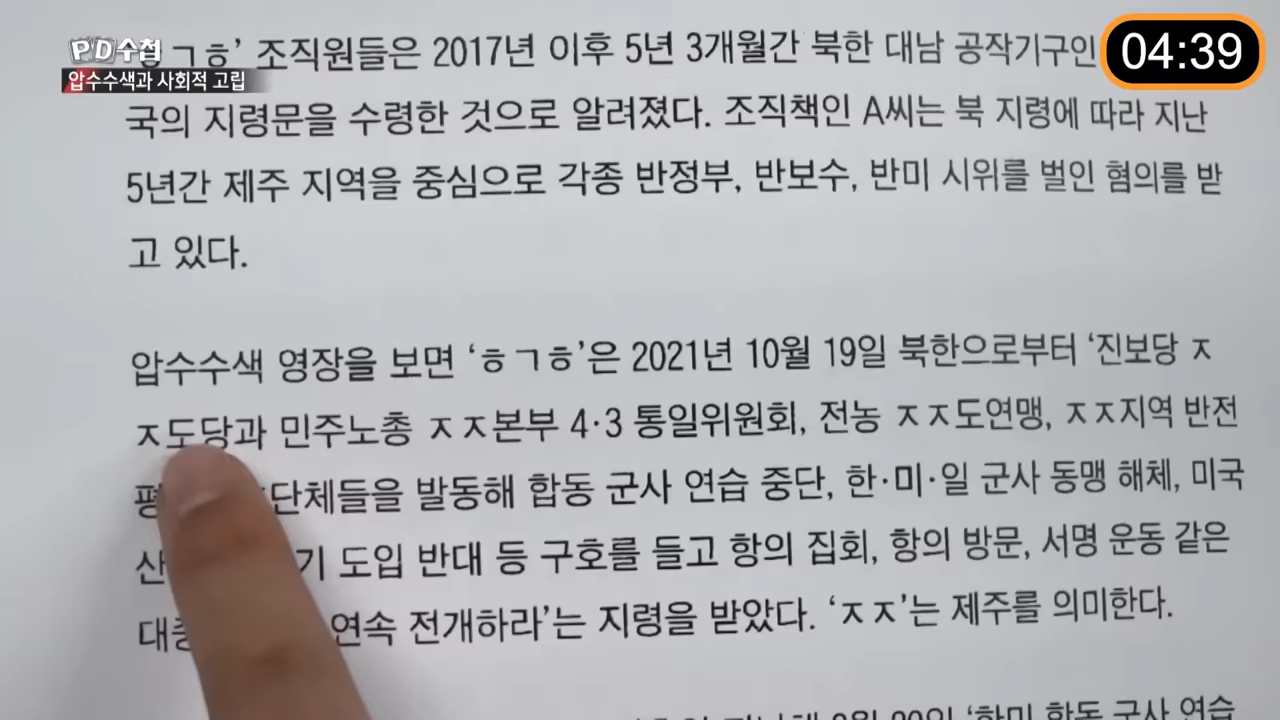 PD수첩
압수수색과 사회적 고립
04:39
ㄱㅎ’ 조직원들은 2017년 이후 5년 3개월간 북한 대남 공작기구인
국의 지령문을 수령한 것으로 알려졌다. 조직책인 A씨는 북 지령에 따라 지난
5년간 제주 지역을 중심으로 각종 반정부, 반보수, 반미 시위를 벌인 혐의를 받
고 있다.
압수수색 영장을 보면 ‘ㅎㄱㅎ’은 2021년 10월 19일 북한으로부터 ‘진보당 ㅈ
ㅈ도당과 민주노총 ㅈㅈ본부 4·3 통일위원회, 전농 ㅈㅈ도연맹, ㅈㅈ지역 반전
단체들을 발동해 합동 군사 연습 중단, 한·미·일 군사 동맹 해체, 미국
산 기 도입 반대 등 구호를 들고 항의 집회, 항의 방문, 서명 운동 같은
연속 전개하라’는 지령을 받았다. ‘ㅈㅈ’는 제주를 의미한다.
‘한미 합동 군사 연습